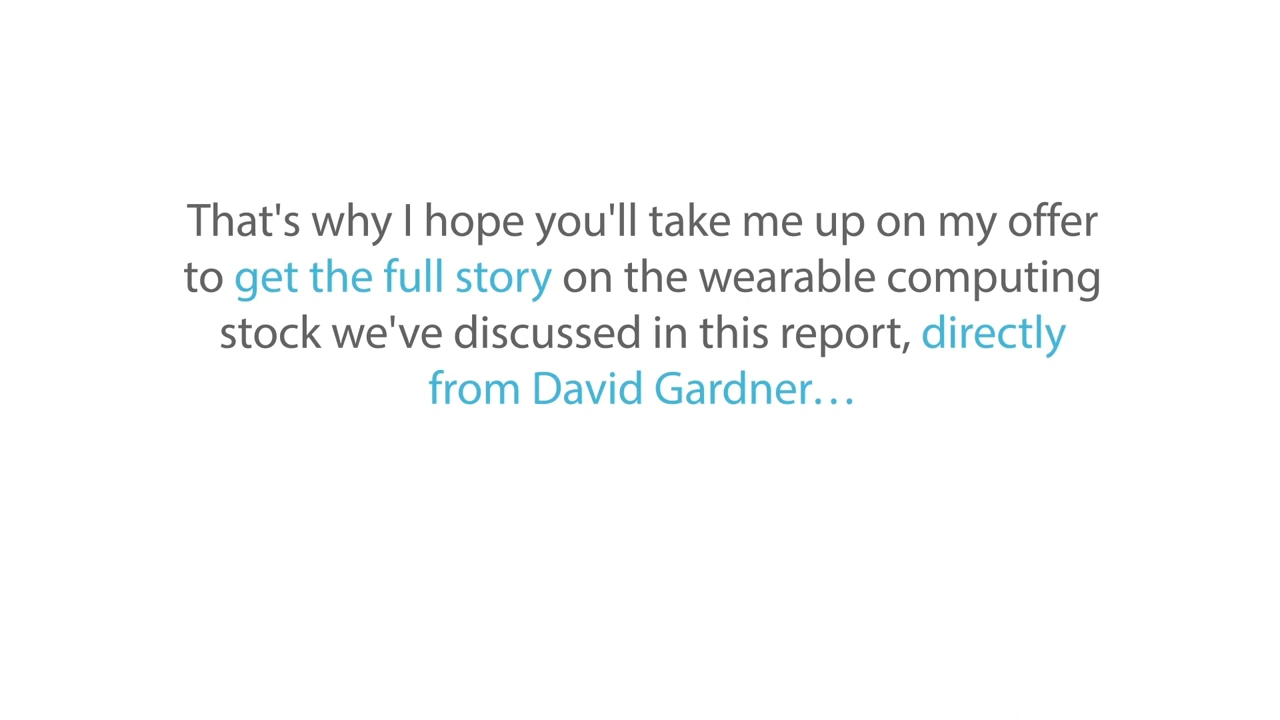 That's why I hope you'll take me up on my offer
to get the full story on the wearable computing
stock we've discussed in this report, directly
from David Gardner…